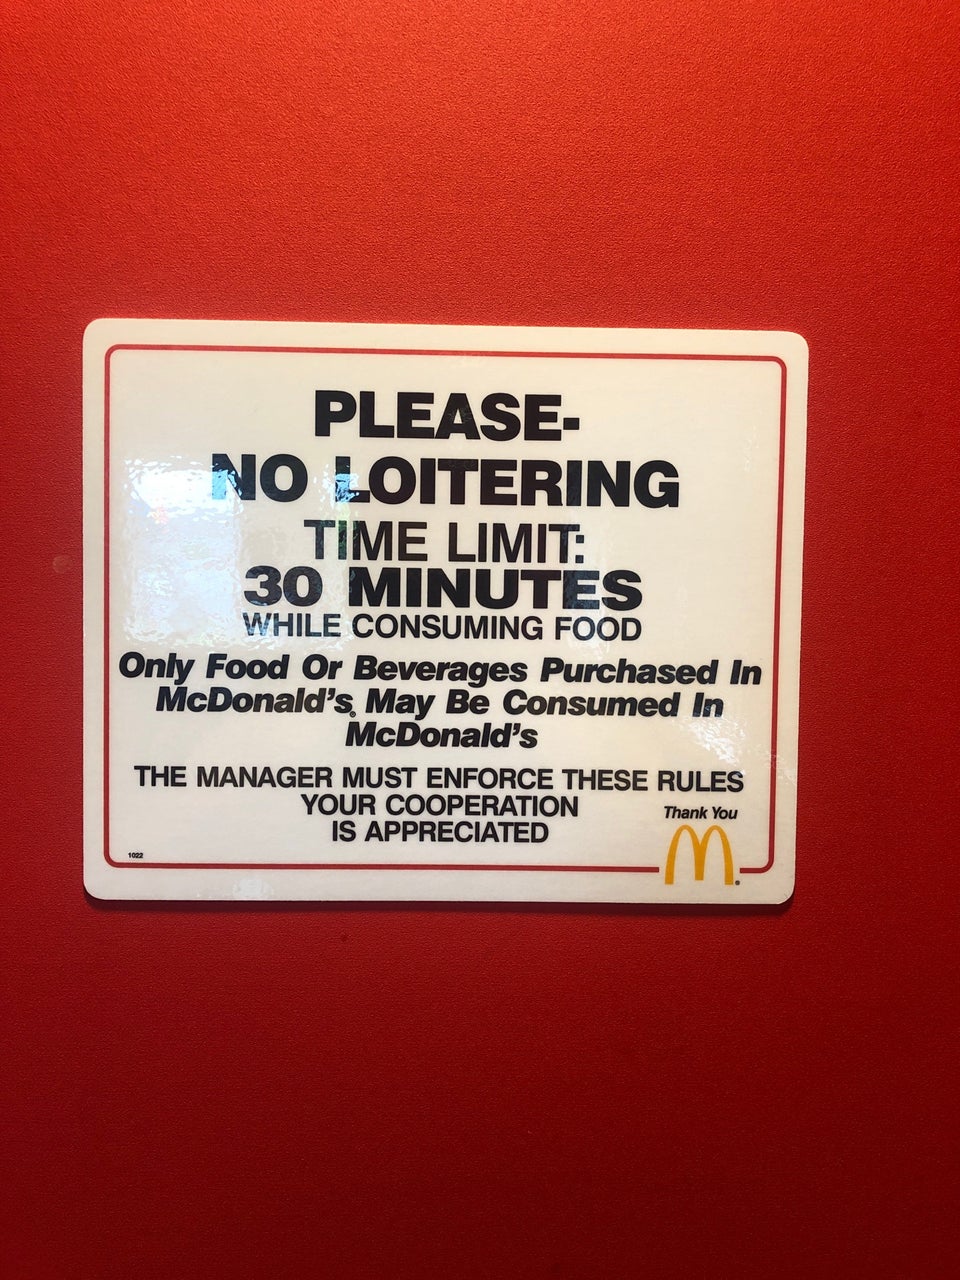 PLEASE-
NO LOITERING
TIME LIMIT:
30 MINUTES
WHILE CONSUMING FOOD
Only Food Or Beverages Purchased In
McDonald's® May Be Consumed In
McDonald's
THE MANAGER MUST ENFORCE THESE RULES
YOUR COOPERATION
IS APPRECIATED
Thank You
1022
M®